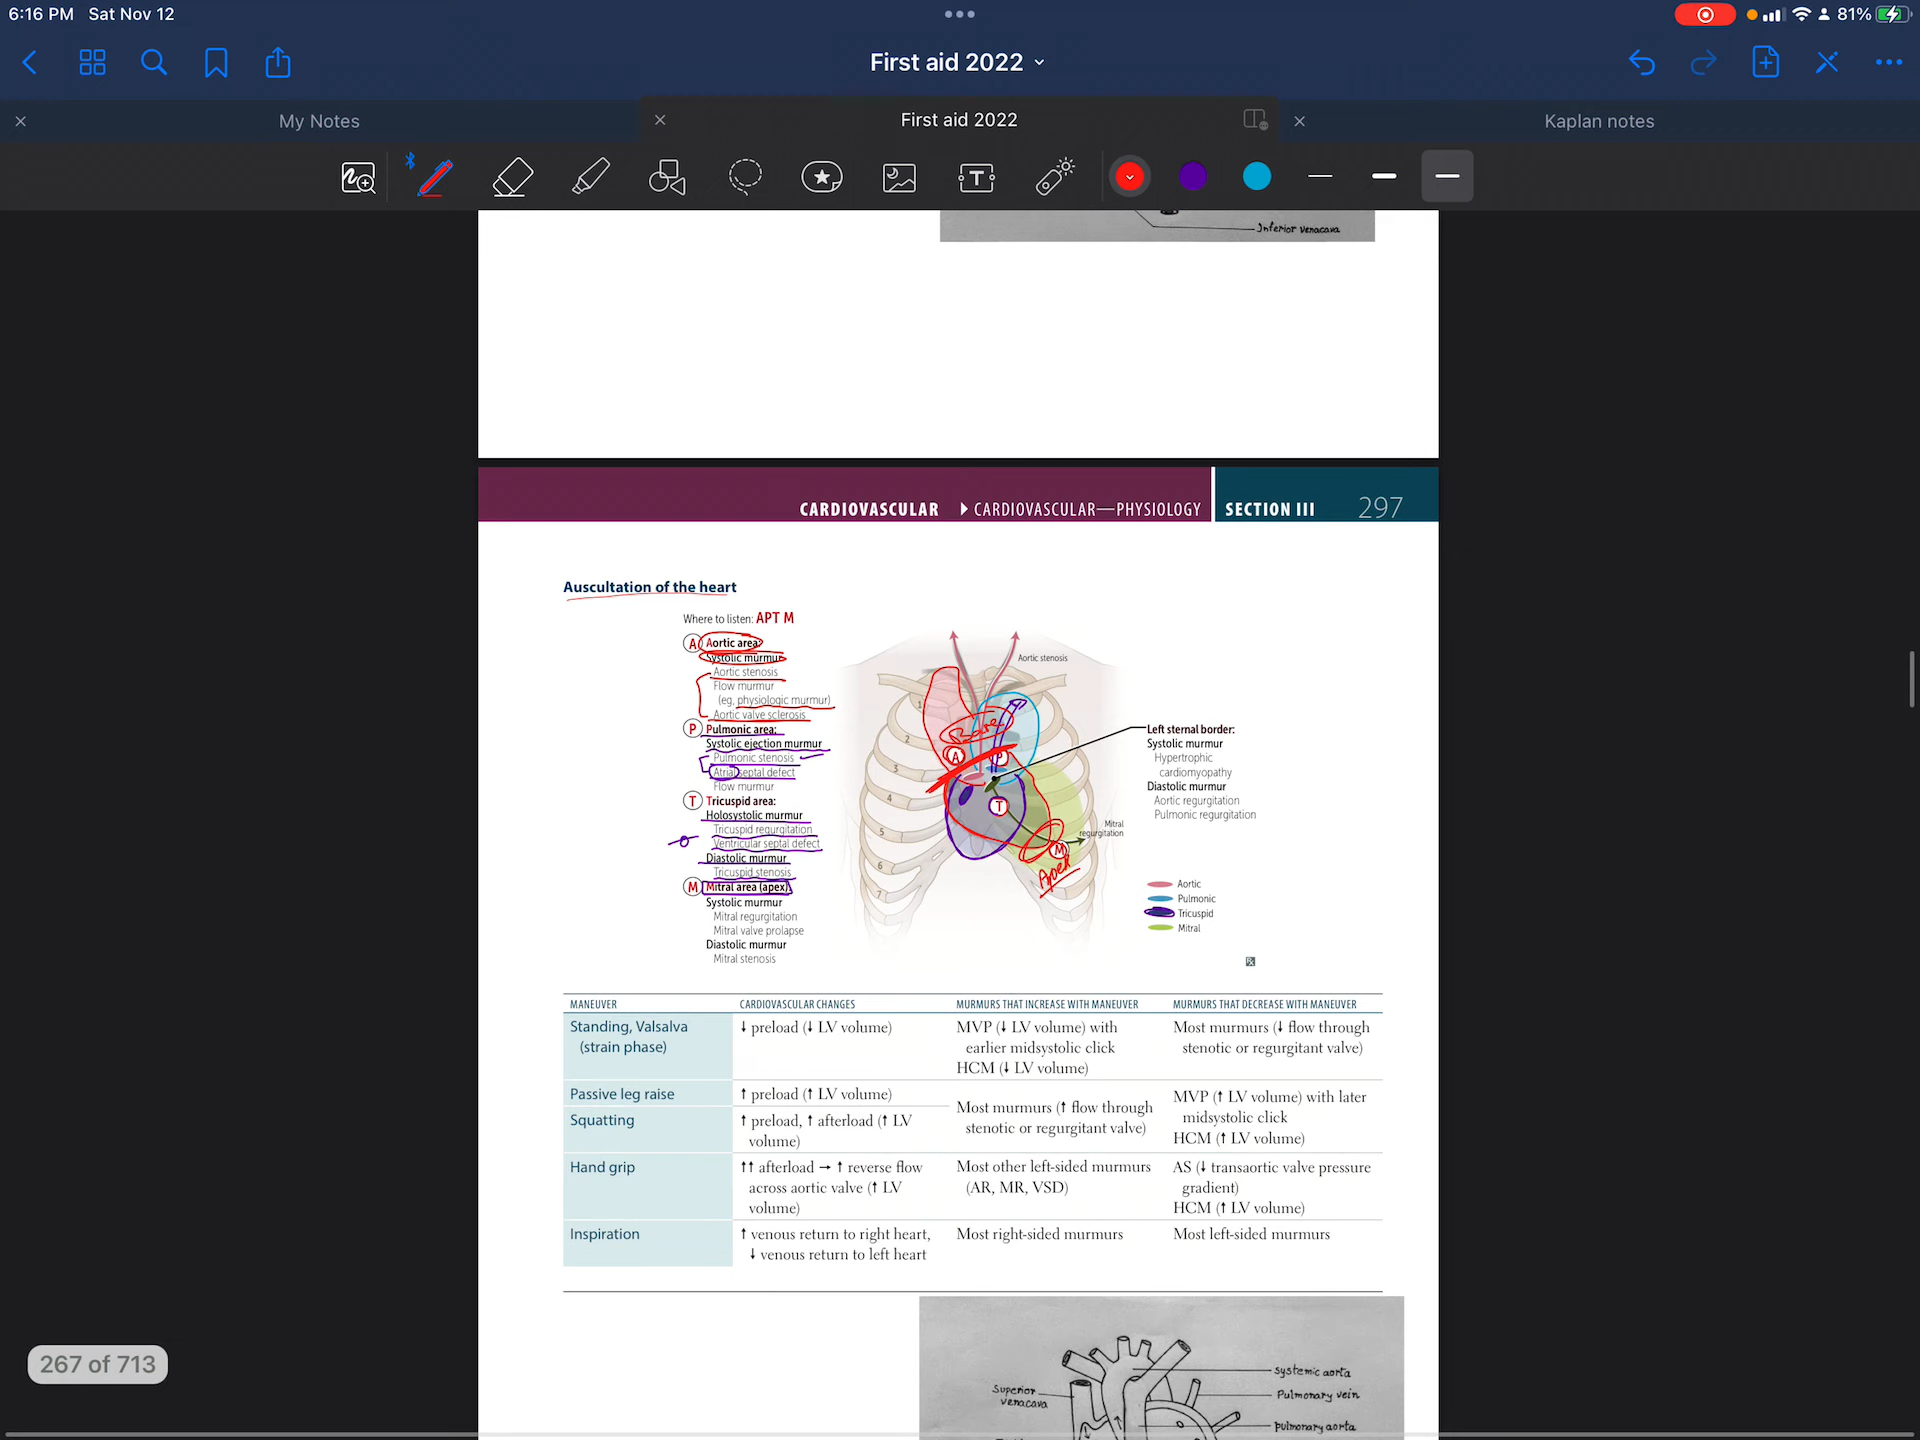 6:16 PM Sat Nov 12
81%
First aid 2022
My Notes
First aid 2022
Kaplan notes
Inferior venacava
CARDIOVASCULAR ▶ CARDIOVASCULAR—PHYSIOLOGY
SECTION III 297
Auscultation of the heart
Where to listen: APT M
A Aortic area:
Systolic murmur
Aortic stenosis
Flow murmur
(eg, physiologic murmur)
Aortic valve sclerosis
P Pulmonic area:
Systolic ejection murmur
Pulmonic stenosis
Atrial septal defect
Flow murmur
T Tricuspid area:
Holosystolic murmur
Tricuspid regurgitation
Ventricular septal defect
Diastolic murmur
Tricuspid stenosis
M Mitral area (apex):
Systolic murmur
Mitral regurgitation
Mitral valve prolapse
Diastolic murmur
Mitral stenosis
Aortic stenosis
1
2
3
4
5
6
7
Base
A
P
T
M
Apex
Mitral
regurgitation
Left sternal border:
Systolic murmur
Hypertrophic
cardiomyopathy
Diastolic murmur
Aortic regurgitation
Pulmonic regurgitation
Aortic
Pulmonic
Tricuspid
Mitral
MANEUVER CARDIOVASCULAR CHANGES MURMURS THAT INCREASE WITH MANEUVER MURMURS THAT DECREASE WITH MANEUVER
Standing, Valsalva
(strain phase)
↓ preload (↓ LV volume)
MVP (↓ LV volume) with
earlier midsystolic click
HCM (↓ LV volume)
Most murmurs (↓ flow through
stenotic or regurgitant valve)
Passive leg raise
↑ preload (↑ LV volume)
Squatting
↑ preload, ↑ afterload (↑ LV
volume)
Most murmurs (↑ flow through
stenotic or regurgitant valve)
MVP (↑ LV volume) with later
midsystolic click
HCM (↑ LV volume)
Hand grip
↑↑ afterload → ↑ reverse flow
across aortic valve (↑ LV
volume)
Most other left-sided murmurs
(AR, MR, VSD)
AS (↓ transaortic valve pressure
gradient)
HCM (↑ LV volume)
Inspiration
↑ venous return to right heart,
↓ venous return to left heart
Most right-sided murmurs
Most left-sided murmurs
267 of 713
Superior
venacava
systemic aorta
Pulmonary vein
pulmonary aorta